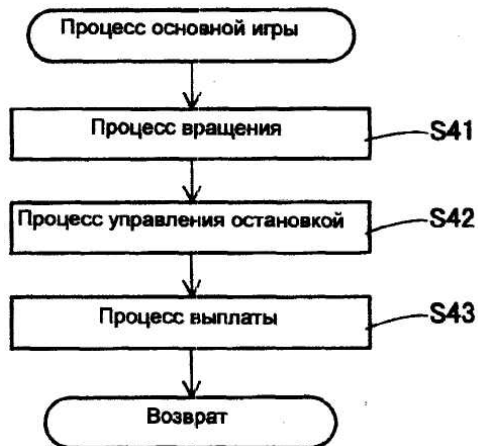 Процесс основной игры
Процесс вращения
S41
Процесс управления остановкой
S42
Процесс выплаты
S43
Возврат